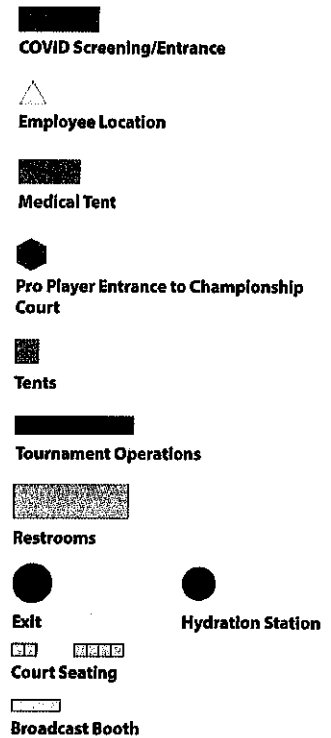 COVID Screening/Entrance
Employee Location
Medical Tent
Pro Player Entrance to Championship
Court
Tents
Tournament Operations
Restrooms
Exit
Hydration Station
Court Seating
Broadcast Booth